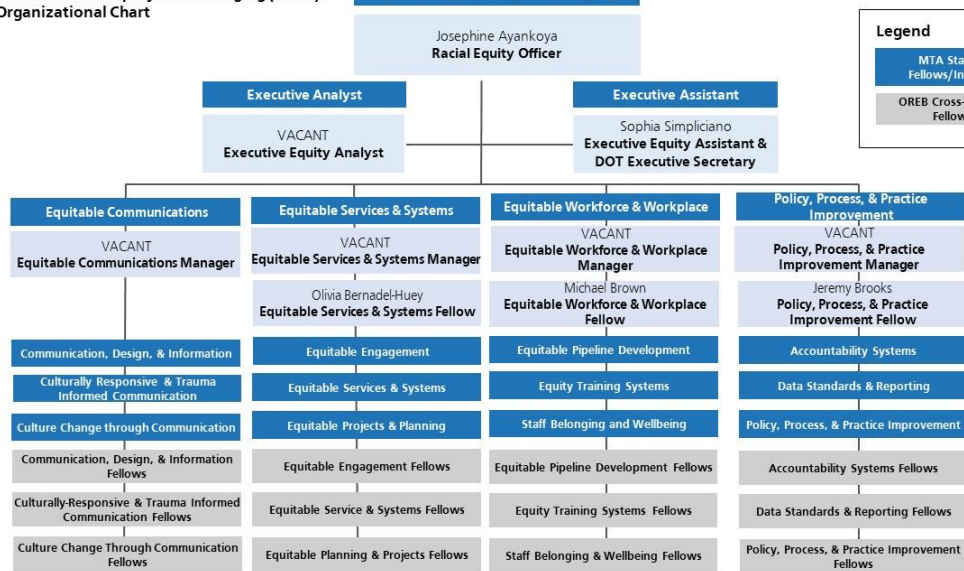 Organizational Chart
Josephine Ayankoya
Racial Equity Officer
Legend
MTA
Fellows/
OREB Cross-
Executive Analyst
VACANT
Executive Equity Analyst
Executive Assistant
Sophia Simpliciano
Executive Equity Assistant &
DOT Executive Secretary
Equitable Communications
VACANT
Equitable Communications Manager
Communication, Design, & Information
Culturally Responsive & Trauma
Informed Communication
Culture Change through Communication
Communication, Design, & Information
Fellows
Culturally-Responsive & Trauma Informed
Communication Fellows
Culture Change Through Communication
Fellows
Equitable Services & Systems
VACANT
Equitable Services & Systems Manager
Olivia Bernadel-Huey
Equitable Services & Systems Fellow
Equitable Engagement
Equitable Services & Systems
Equitable Projects & Planning
Equitable Engagement Fellows
Equitable Service & Systems Fellows
Equitable Planning & Projects Fellows
Equitable Workforce & Workplace
VACANT
Equitable Workforce & Workplace
Manager
Michael Brown
Equitable Workforce & Workplace
Fellow
Equitable Pipeline Development
Equity Training Systems
Staff Belonging and Wellbeing
Equitable Pipeline Development Fellows
Equity Training Systems Fellows
Staff Belonging & Wellbeing Fellows
Policy, Process, & Practice
Improvement
VACANT
Policy, Process, & Practice
Improvement Manager
Jeremy Brooks
Policy, Process, & Practice
Improvement Fellow
Accountability Systems
Data Standards & Reporting
Policy, Process, & Practice Improvement
Accountability Systems Fellows
Data Standards & Reporting Fellows
Policy, Process, & Practice Improvement
Fellows